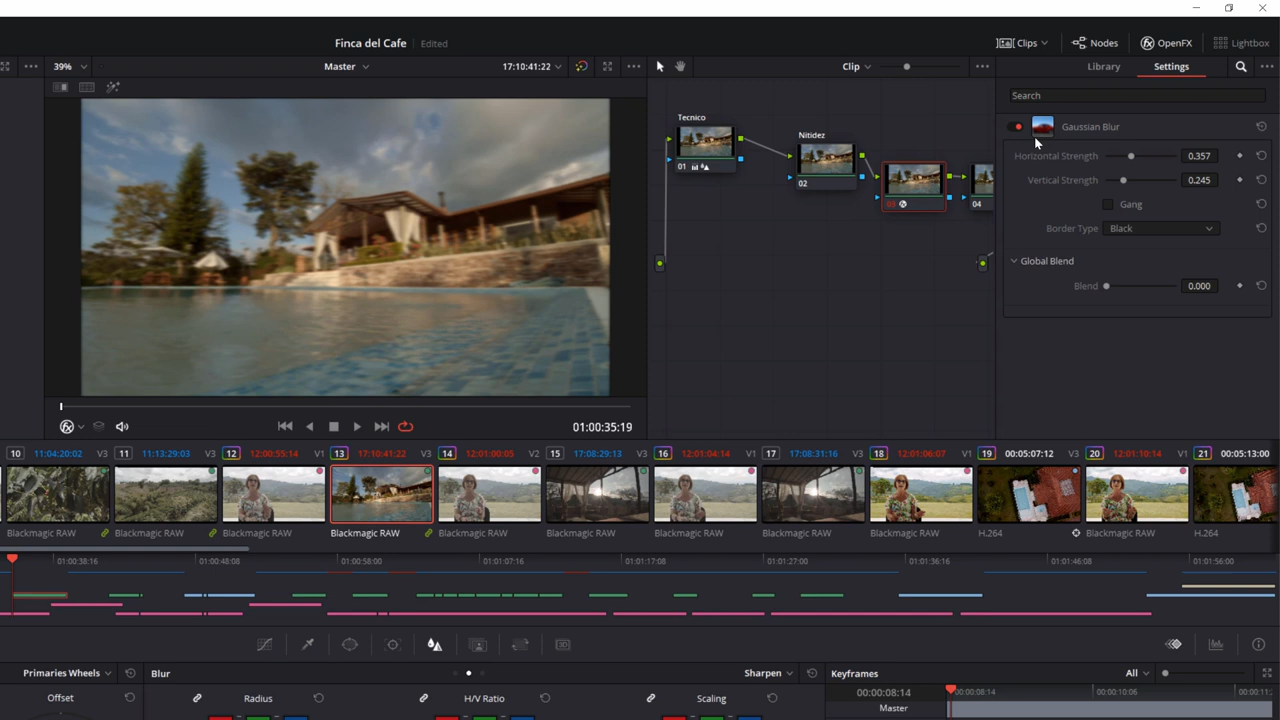 Finca del Cafe Edited
Clips Nodes OpenFX Lightbox
39% Master 17:10:41:22 Clip Library Settings
Search
Tecnico
Nitidez
01
02
03
04
Gaussian Blur
Horizontal Strength 0.357
Vertical Strength 0.245
Gang
Border Type Black
Global Blend
Blend 0.000
01:00:35:19
10 11:04:20:02 V3 11 11:13:29:03 V3 12 12:00:55:14 V1 13 17:10:41:22 V3 14 12:01:00:05 V2 15 17:08:29:13 V3 16 12:01:04:14 V1 17 17:08:31:16 V3 18 12:01:06:07 V1 19 00:05:07:12 V3 20 12:01:10:14 V1 21 00:05:13:00
Blackmagic RAW Blackmagic RAW Blackmagic RAW Blackmagic RAW Blackmagic RAW Blackmagic RAW Blackmagic RAW Blackmagic RAW Blackmagic RAW H.264 Blackmagic RAW H.264
01:00:38:16 01:00:48:08 01:00:58:00 01:01:07:16 01:01:17:08 01:01:27:00 01:01:36:16 01:01:46:08 01:01:56:00
3D
Primaries Wheels Blur Sharpen Keyframes All
Offset Radius H/V Ratio Scaling
00:00:08:14 00:00:08:14 00:00:10:06 00:00:11:
Master